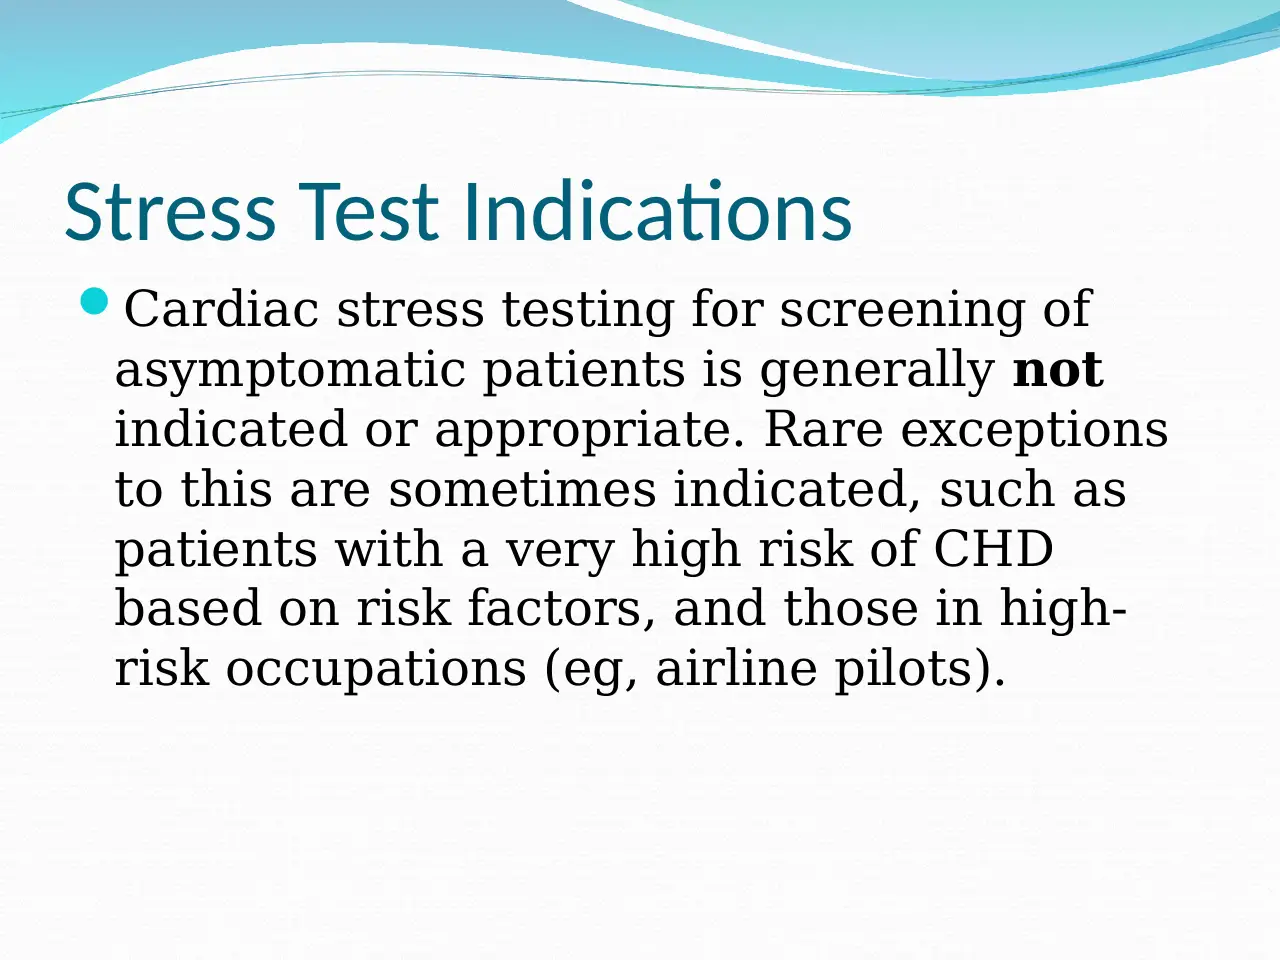 Stress Test Indications
Cardiac stress testing for screening of
asymptomatic patients is generally not
indicated or appropriate. Rare exceptions
to this are sometimes indicated, such as
patients with a very high risk of CHD
based on risk factors, and those in high-
risk occupations (eg, airline pilots).